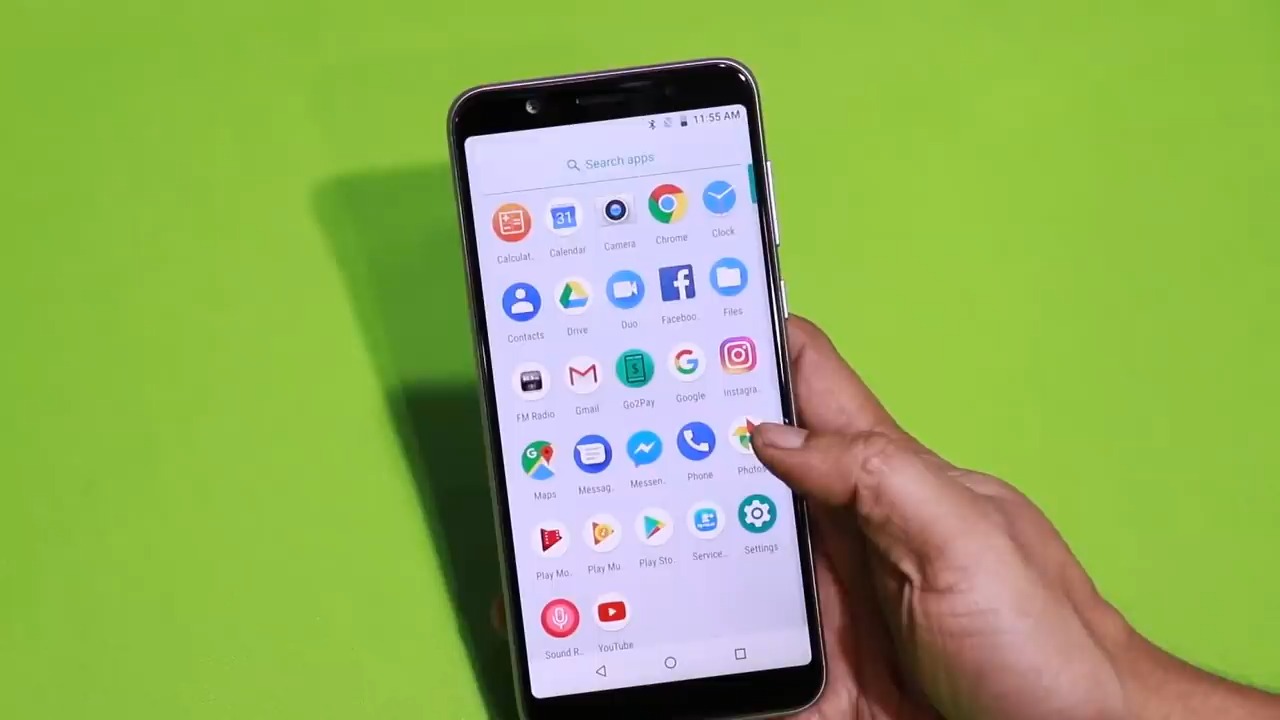 11:55 AM
Search apps
31
Calculat..
Calendar
Camera
Chrome
Clock
Contacts
Drive
Duo
Faceboo..
Files
FM Radio
Gmail
Go2Pay
Google
Instagra..
Maps
Messag..
Messen..
Phone
Photos
Play Mo..
Play Mu..
Play Sto..
Service..
Settings
Sound R..
YouTube